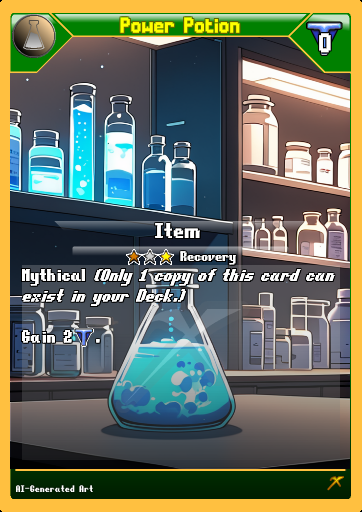 Power Potion
0
Item
Recovery
Mythical (Only 1 copy of this card can
exist in your Deck.)
Gain 2.
AI-Generated Art